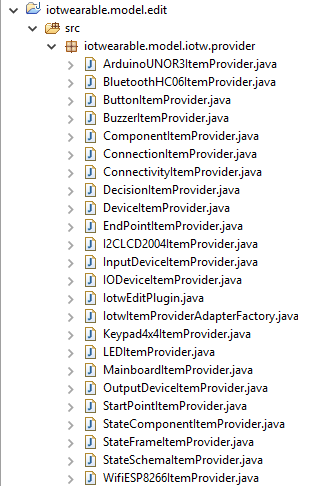 iotwearable.model.edit
src
iotwearable.model.iotw.provider
ArduinoUNOR3ItemProvider.java
BluetoothHC06ItemProvider.java
ButtonItemProvider.java
BuzzerItemProvider.java
ComponentItemProvider.java
ConnectionItemProvider.java
ConnectivityItemProvider.java
DecisionItemProvider.java
DeviceItemProvider.java
EndPointItemProvider.java
I2CLCD2004ItemProvider.java
InputDeviceItemProvider.java
IODeviceItemProvider.java
IotwEditPlugin.java
IotwItemProviderAdapterFactory.java
Keypad4x4ItemProvider.java
LEDItemProvider.java
MainboardItemProvider.java
OutputDeviceItemProvider.java
StartPointItemProvider.java
StateComponentItemProvider.java
StateFrameItemProvider.java
StateSchemaItemProvider.java
WifiESP8266ItemProvider.java